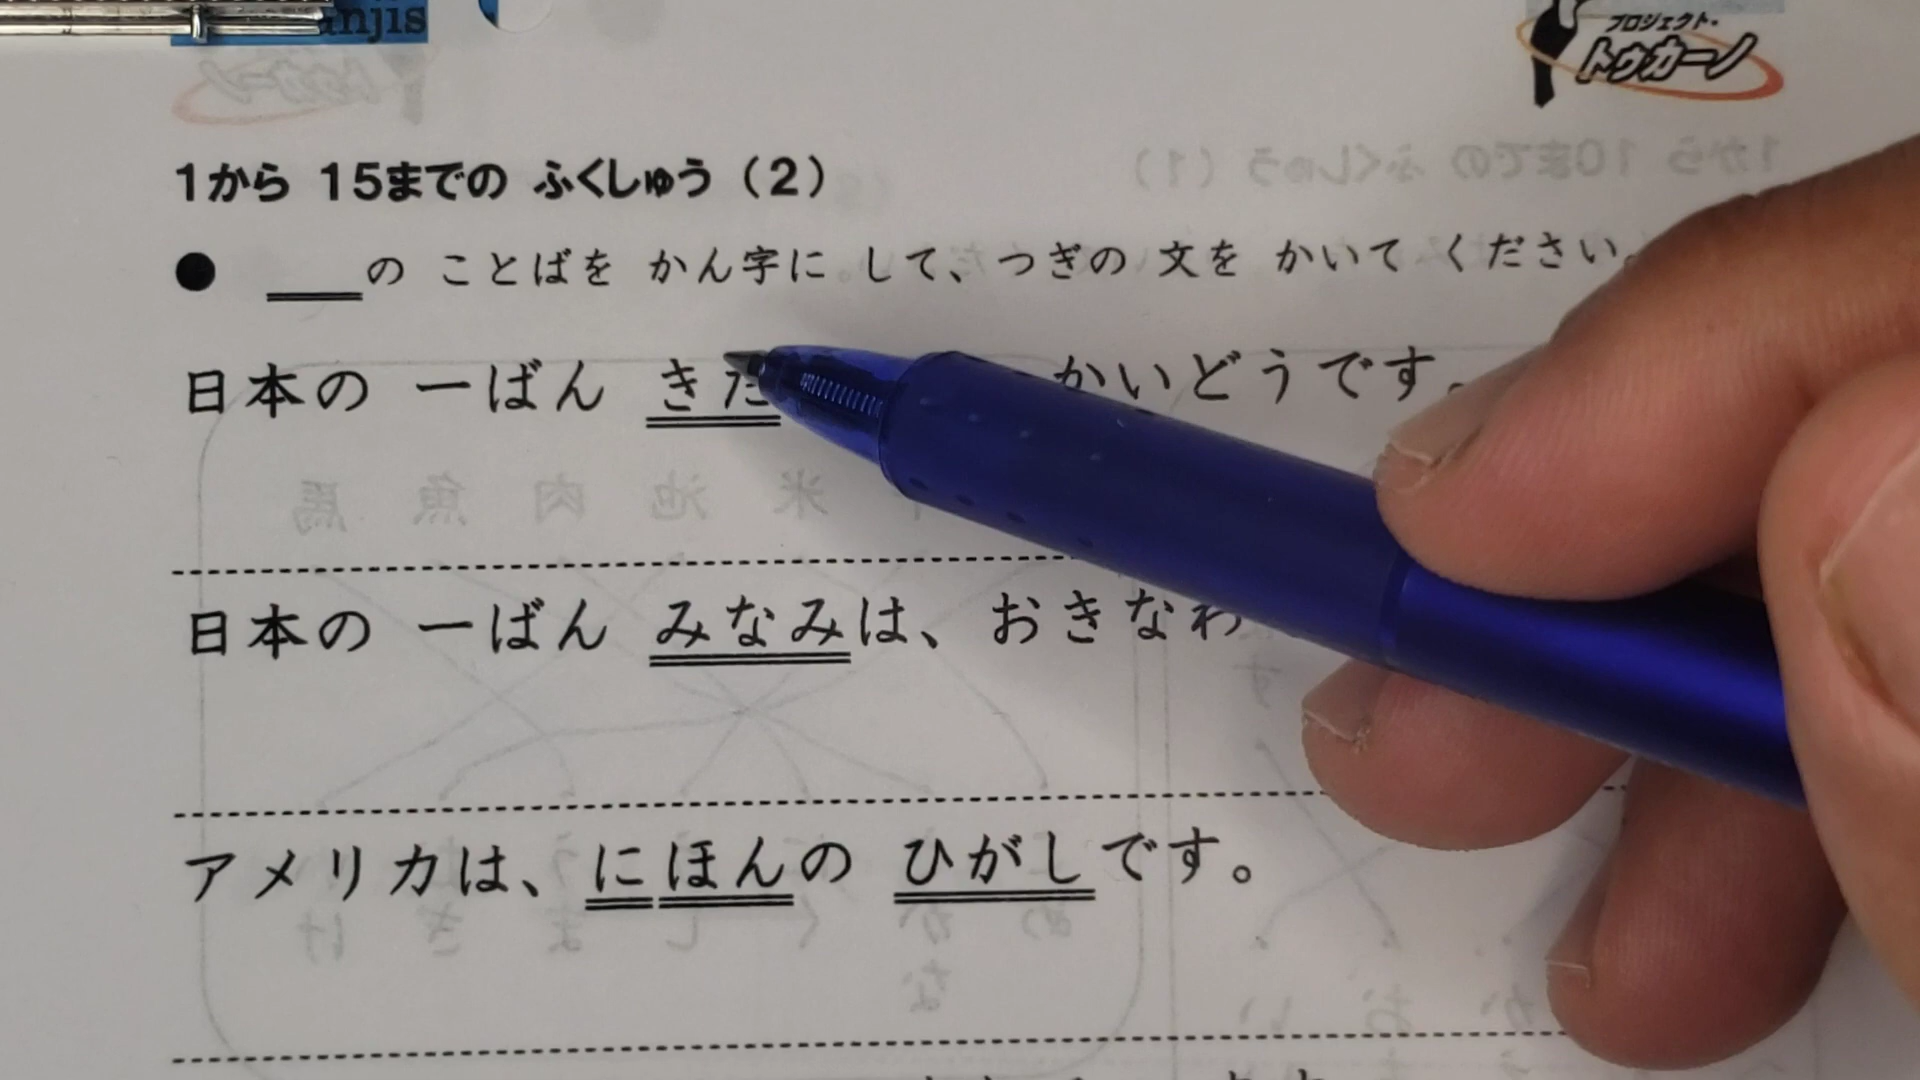 anjis
プロジェクト・
トゥカーノ
1から 15までの ふくしゅう（2）
● ＿の ことばを かん字に して、つぎの 文を かいて ください。
日本の 一ばん きた かいどうです。
日本の 一ばん みなみは、おきなわ
アメリカは、にほんの ひがしです。